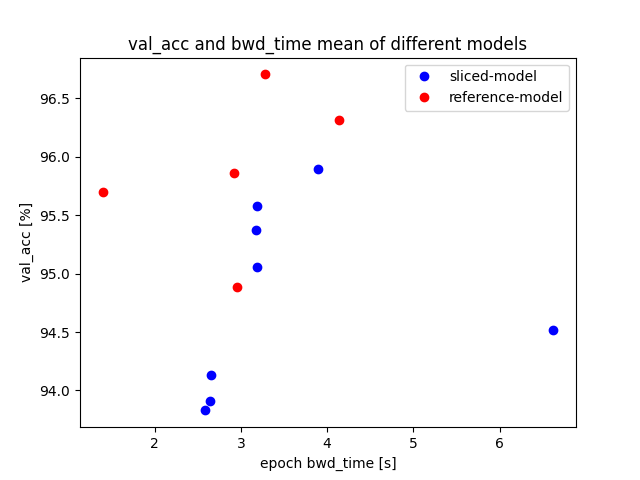 val_acc and bwd_time mean of different models
sliced-model
reference-model
val_acc [%]
96.5
96.0
95.5
95.0
94.5
94.0
2 3 4 5 6
epoch bwd_time [s]